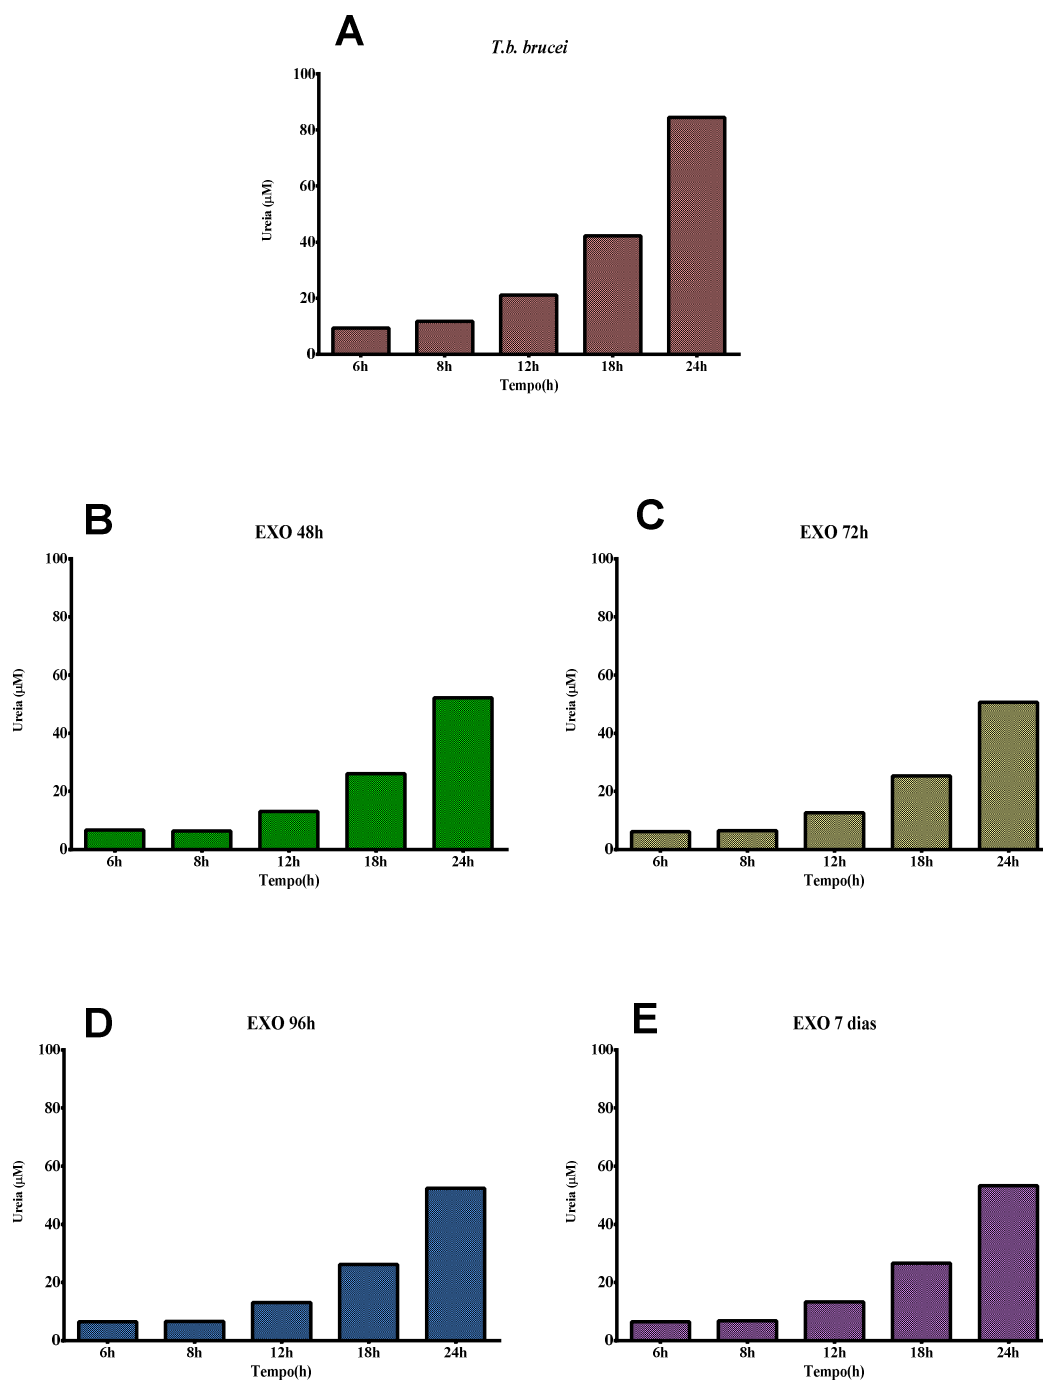 A
T.b. brucei
100
80
60
40
20
0
Ureia (µM)
6h 8h 12h 18h 24h
Tempo(h)
B
EXO 48h
100
80
60
40
20
0
Ureia (µM)
6h 8h 12h 18h 24h
Tempo(h)
C
EXO 72h
100
80
60
40
20
0
Ureia (µM)
6h 8h 12h 18h 24h
Tempo(h)
D
EXO 96h
100
80
60
40
20
0
Ureia (µM)
6h 8h 12h 18h 24h
Tempo(h)
E
EXO 7 dias
100
80
60
40
20
0
Ureia (µM)
6h 8h 12h 18h 24h
Tempo(h)